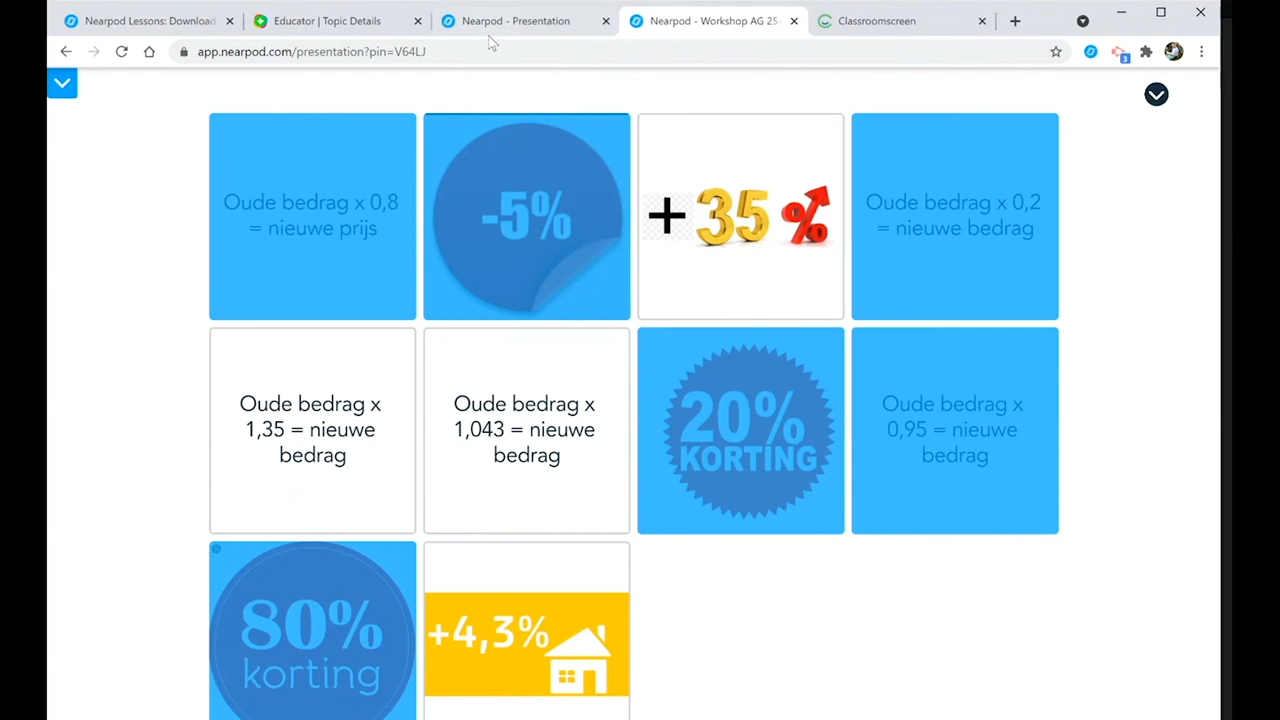 Nearpod Lessons: Download
Educator | Topic Details
Nearpod - Presentation
Nearpod - Workshop AG 25-
Classroomscreen
app.nearpod.com/presentation?pin=V64LJ
3
Oude bedrag x 0,8
= nieuwe prijs
-5%
+ 35 %
Oude bedrag x 0,2
= nieuwe bedrag
Oude bedrag x
1,35 = nieuwe
bedrag
Oude bedrag x
1,043 = nieuwe
bedrag
20%
KORTING
Oude bedrag x
0,95 = nieuwe
bedrag
80%
korting
+4,3%